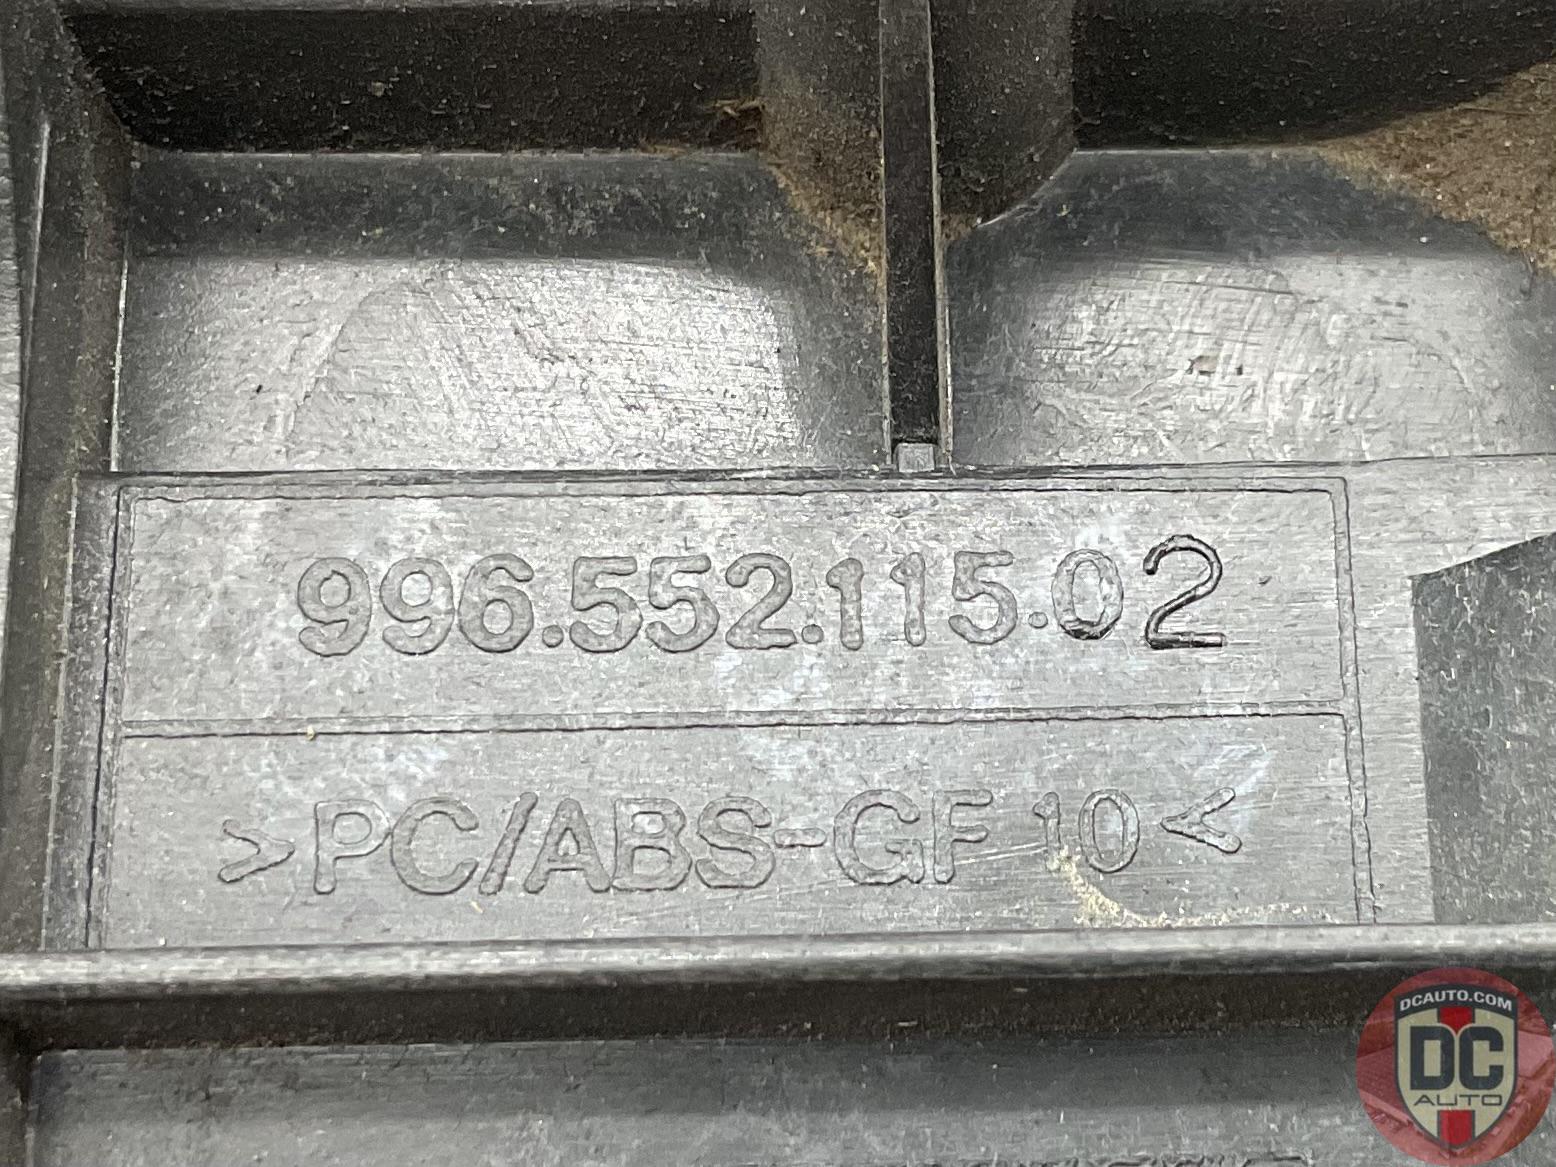 996.552.115.02
>PC/ABS-GF 10<
DCAUTO.COM
DC
AUTO